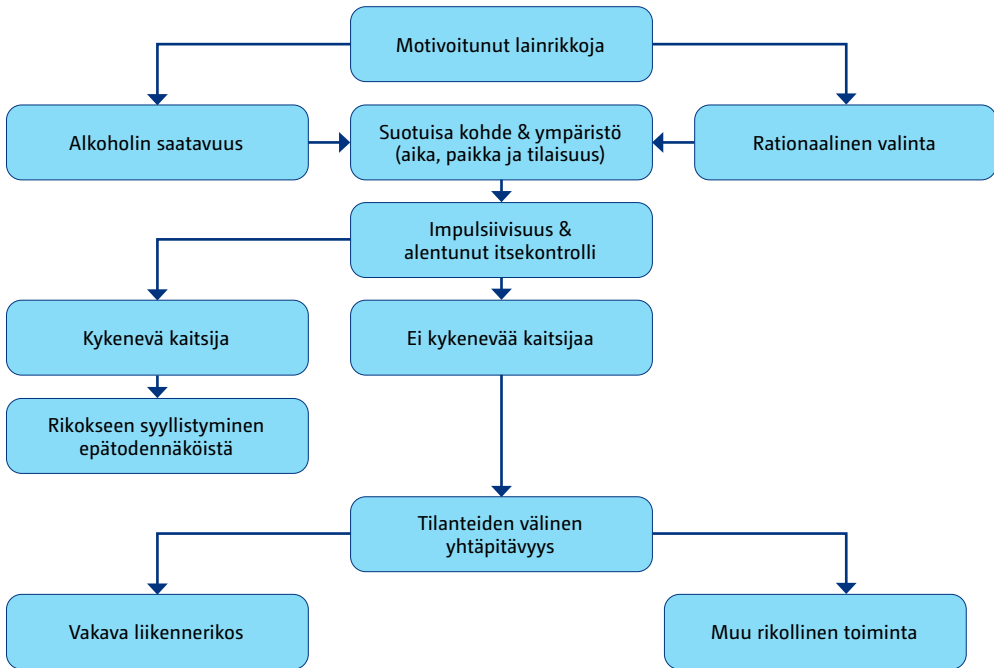 Motivoitunut lainrikkoja
Alkoholin saatavuus
Suotuisa kohde & ympäristö
(aika, paikka ja tilaisuus)
Rationaalinen valinta
Impulsiivisuus &
alentunut itsekontrolli
Kykenevä kaitsija
Ei kykenevää kaitsijaa
Rikokseen syyllistyminen
epätodennäköistä
Tilanteiden välinen
yhtäpitävyys
Vakava liikennerikos
Muu rikollinen toiminta